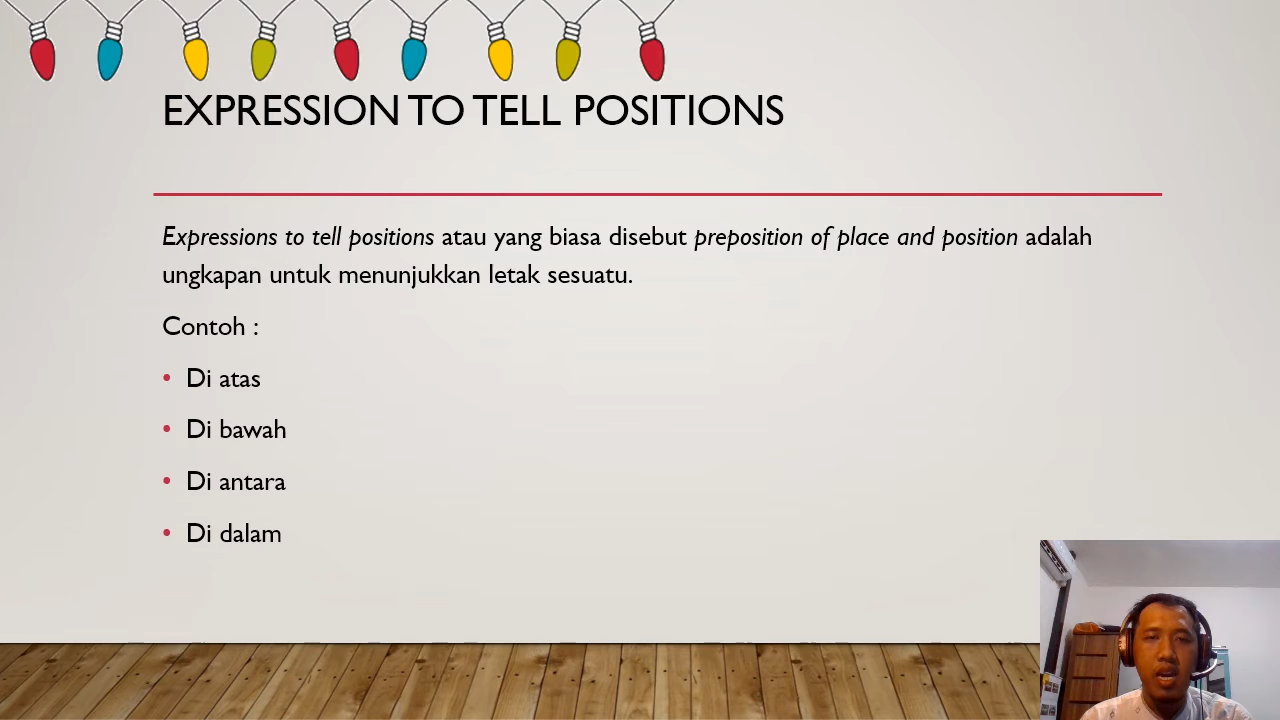 EXPRESSION TO TELL POSITIONS
Expressions to tell positions atau yang biasa disebut preposition of place and position adalah
ungkapan untuk menunjukkan letak sesuatu.
Contoh :
• Di atas
• Di bawah
• Di antara
• Di dalam